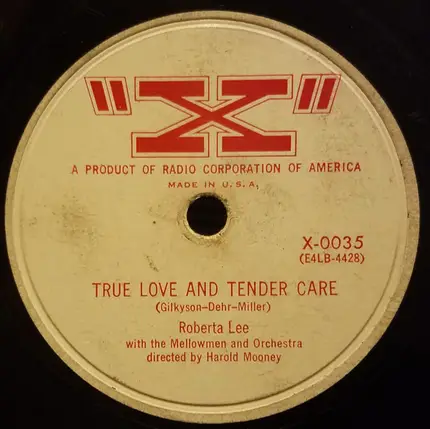 "X"
A PRODUCT OF RADIO CORPORATION OF AMERICA
MADE IN U.S.A.
X-0035
(E4LB-4428)
TRUE LOVE AND TENDER CARE
(Gilkyson-Dehr-Miller)
Roberta Lee
with the Mellowmen and Orchestra
directed by Harold Mooney